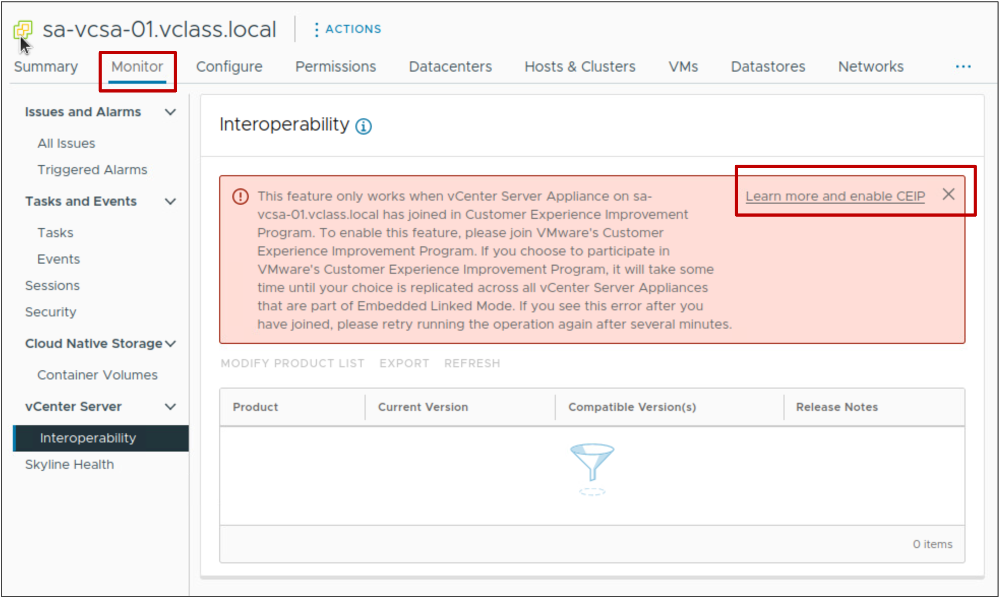 sa-vcsa-01.vclass.local
ACTIONS
Summary
Monitor
Configure
Permissions
Datacenters
Hosts & Clusters
VMs
Datastores
Networks
...
Issues and Alarms
All Issues
Triggered Alarms
Tasks and Events
Tasks
Events
Sessions
Security
Cloud Native Storage
Container Volumes
vCenter Server
Interoperability
Skyline Health
Interoperability
This feature only works when vCenter Server Appliance on sa-
vcsa-01.vclass.local has joined in Customer Experience Improvement
Program. To enable this feature, please join VMware's Customer
Experience Improvement Program. If you choose to participate in
VMware's Customer Experience Improvement Program, it will take some
time until your choice is replicated across all vCenter Server Appliances
that are part of Embedded Linked Mode. If you see this error after you
have joined, please retry running the operation again after several minutes.
Learn more and enable CEIP
MODIFY PRODUCT LIST
EXPORT
REFRESH
Product
Current Version
Compatible Version(s)
Release Notes
0 items